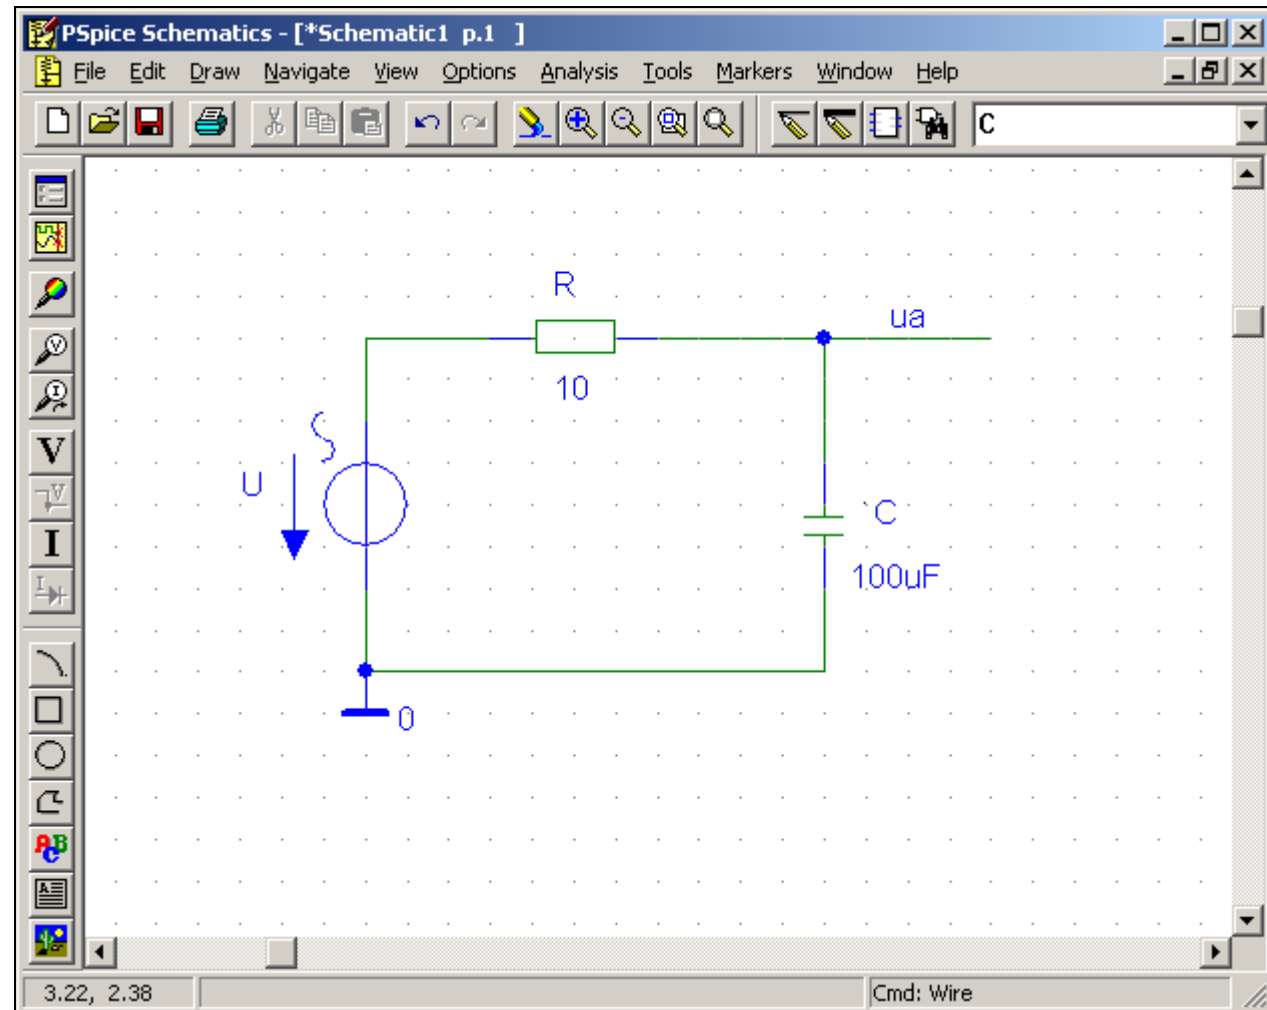 PSpice Schematics - [*Schematic1 p.1 ]
File Edit Draw Navigate View Options Analysis Tools Markers Window Help
C
R
ua
10
U
C
100uF
0
V
I
ABC
3.22, 2.38
Cmd: Wire